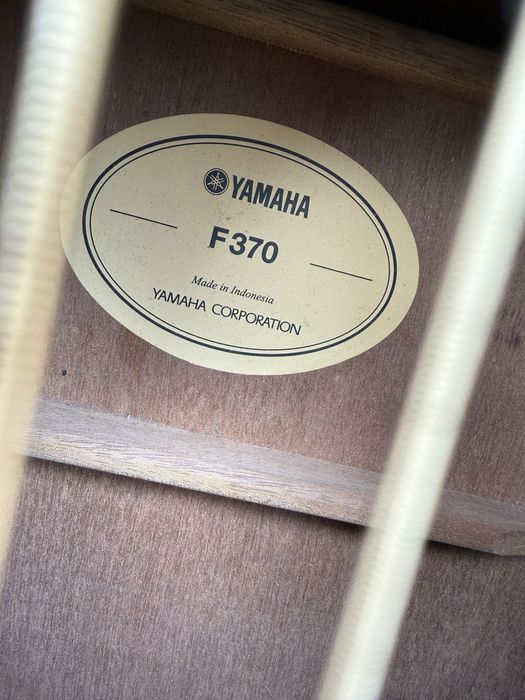 YAMAHA
F370
Made in Indonesia
YAMAHA CORPORATION